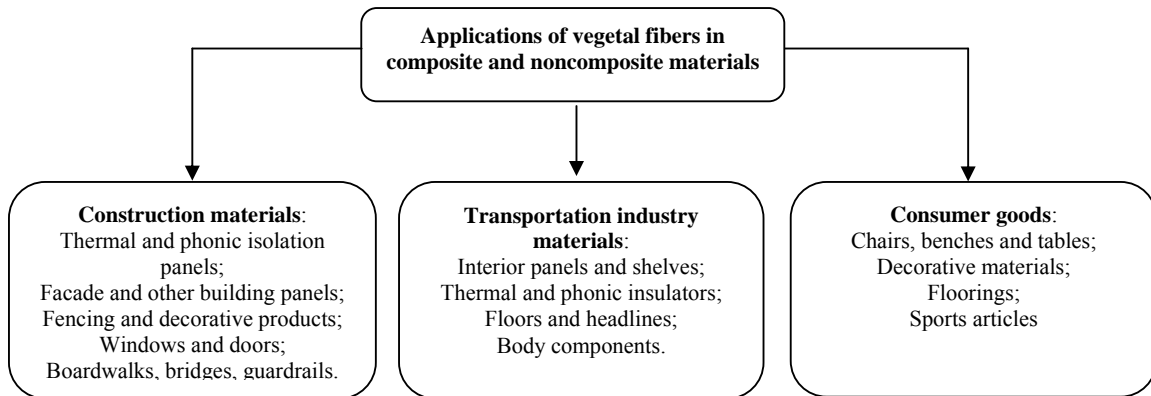 Applications of vegetal fibers in
composite and noncomposite materials
Construction materials:
Thermal and phonic isolation
panels;
Facade and other building panels;
Fencing and decorative products;
Windows and doors;
Boardwalks, bridges, guardrails.
Transportation industry
materials:
Interior panels and shelves;
Thermal and phonic insulators;
Floors and headlines;
Body components.
Consumer goods:
Chairs, benches and tables;
Decorative materials;
Floorings;
Sports articles